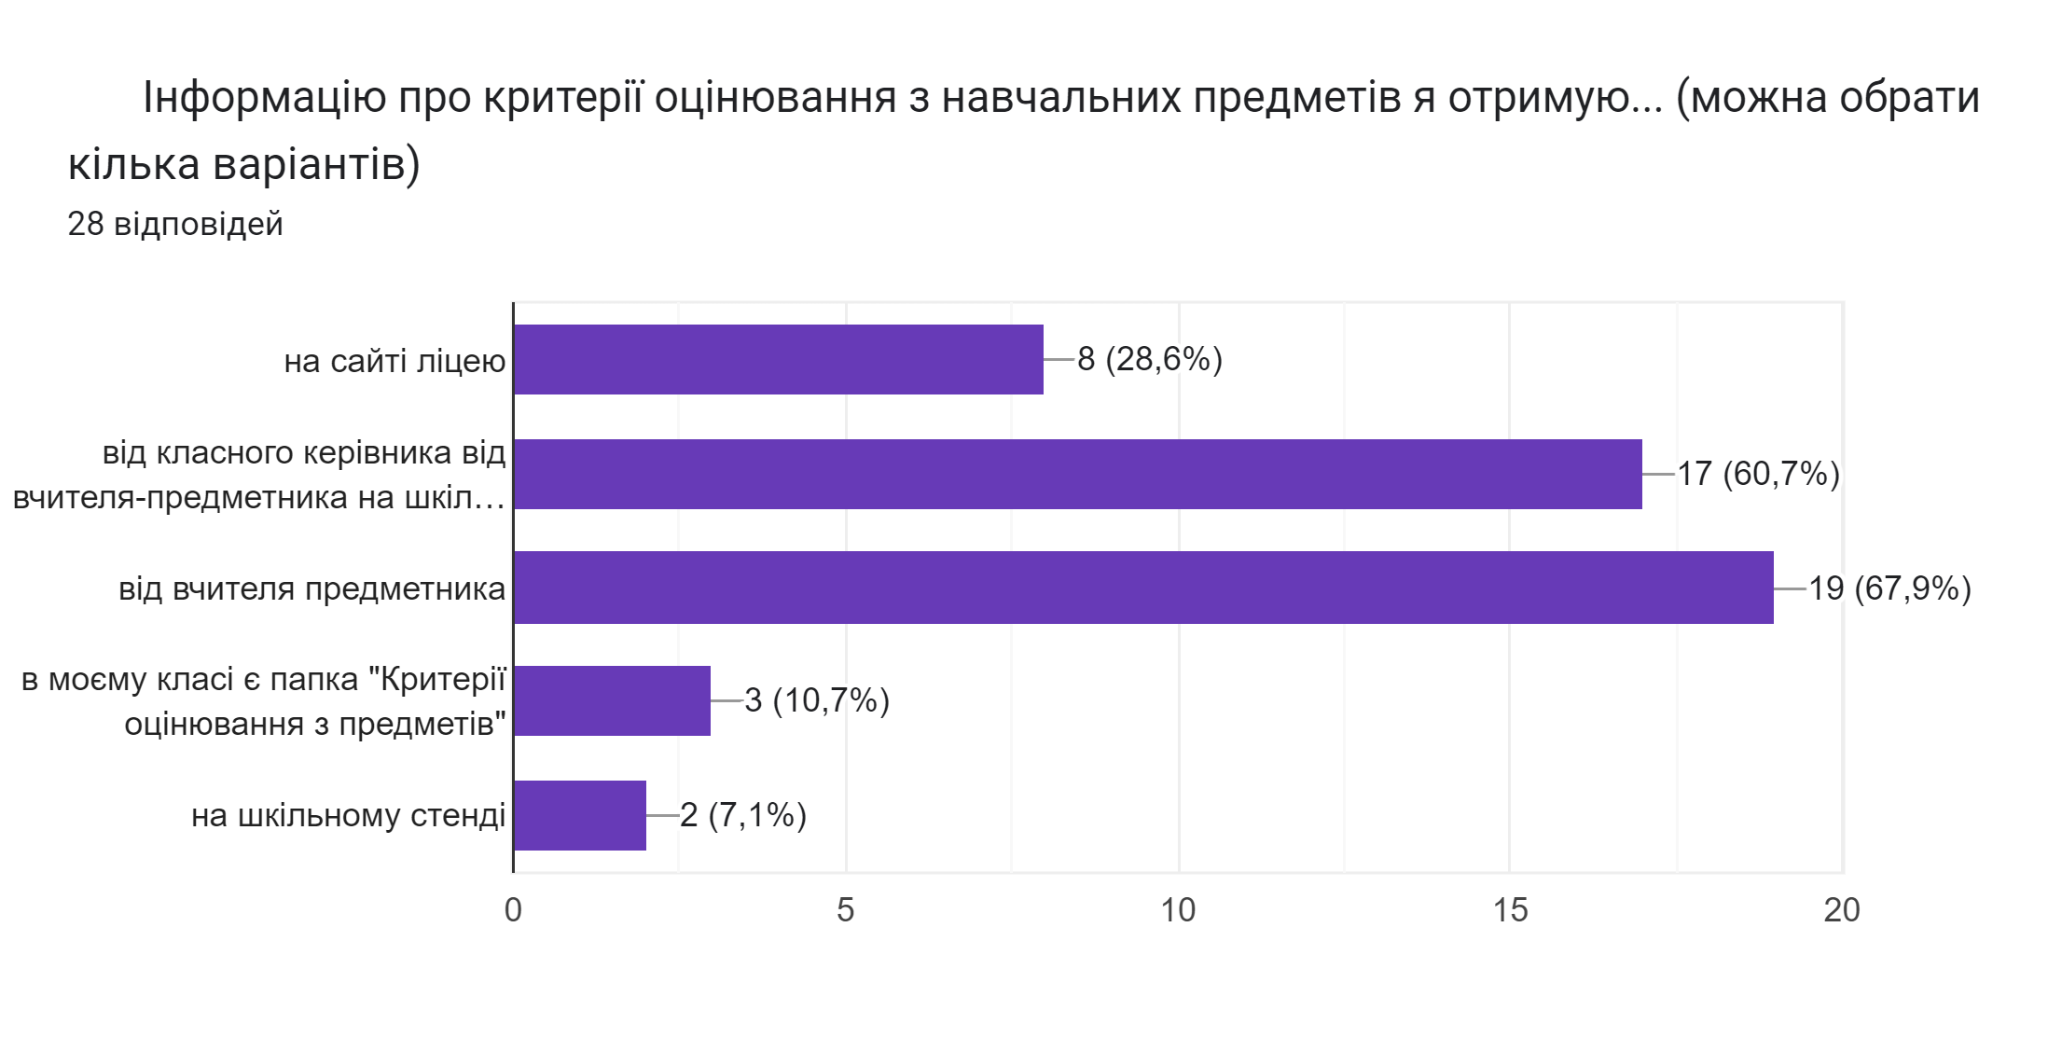 Інформацію про критерії оцінювання з навчальних предметів я отримую... (можна обрати
кілька варіантів)
28 відповідей
на сайті ліцею
8 (28,6%)
від класного керівника від
вчителя-предметника на шкіл…
17 (60,7%)
від вчителя предметника
19 (67,9%)
в моєму класі є папка "Критерії
оцінювання з предметів"
3 (10,7%)
на шкільному стенді
2 (7,1%)
0 5 10 15 20